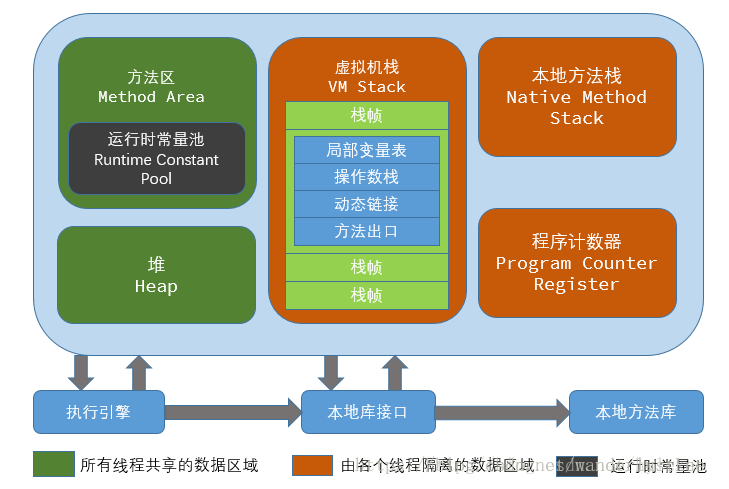 方法区
Method Area
运行时常量池
Runtime Constant
Pool
堆
Heap
虚拟机栈
VM Stack
栈帧
局部变量表
操作数栈
动态链接
方法出口
栈帧
栈帧
本地方法栈
Native Method
Stack
程序计数器
Program Counter
Register
执行引擎
本地库接口
本地方法库
所有线程共享的数据区域
由各个线程隔离的数据区域
运行时常量池